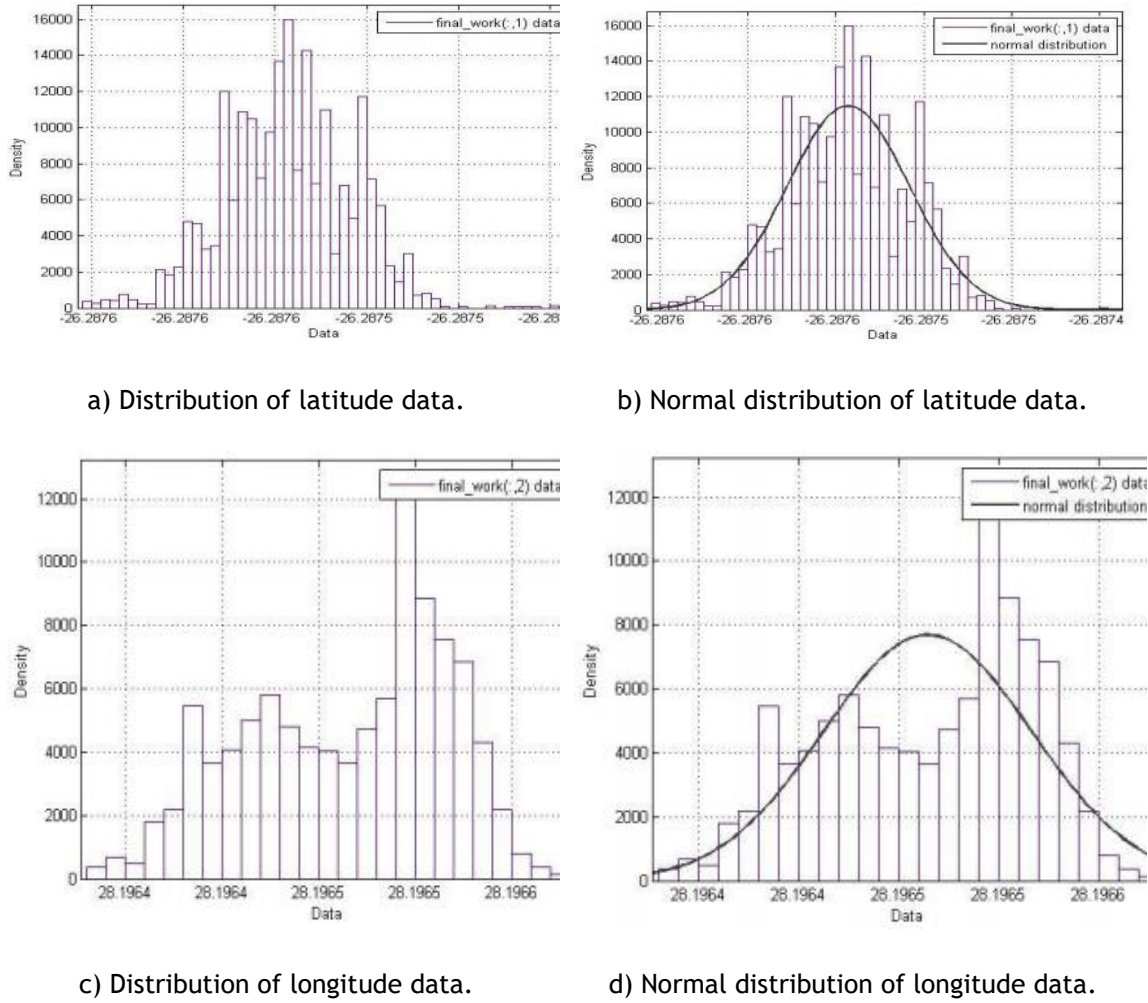 16000
14000
12000
10000
8000
6000
4000
2000
0
Density
final_work(:,1) data
-26.2876 -26.2876 -26.2876 -26.2875 -26.2875 -26.28
Data
16000
14000
12000
10000
8000
6000
4000
2000
0
Density
final_work(:,1) data
normal distribution
-26.2876 -26.2876 -26.2876 -26.2875 -26.2875 -26.2874
Data
a) Distribution of latitude data.
b) Normal distribution of latitude data.
12000
10000
8000
6000
4000
2000
0
Density
final_work(:,2) data
28.1964 28.1964 28.1965 28.1965 28.1966
Data
12000
10000
8000
6000
4000
2000
0
Density
final_work(:,2) data
normal distribution
28.1964 28.1964 28.1965 28.1965 28.1966
Data
c) Distribution of longitude data.
d) Normal distribution of longitude data.